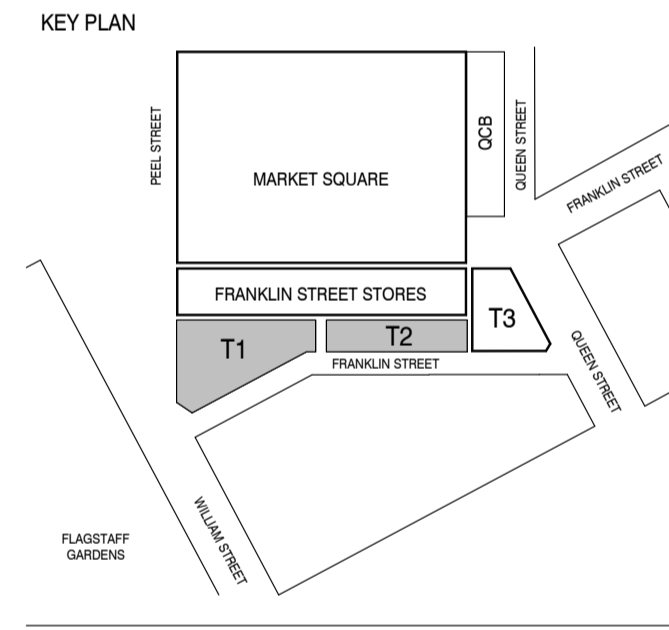 KEY PLAN
PEEL STREET
MARKET SQUARE
QCB
QUEEN STREET
FRANKLIN STREET
FRANKLIN STREET STORES
T1
T2
T3
FRANKLIN STREET
QUEEN STREET
WILLIAM STREET
FLAGSTAFF
GARDENS